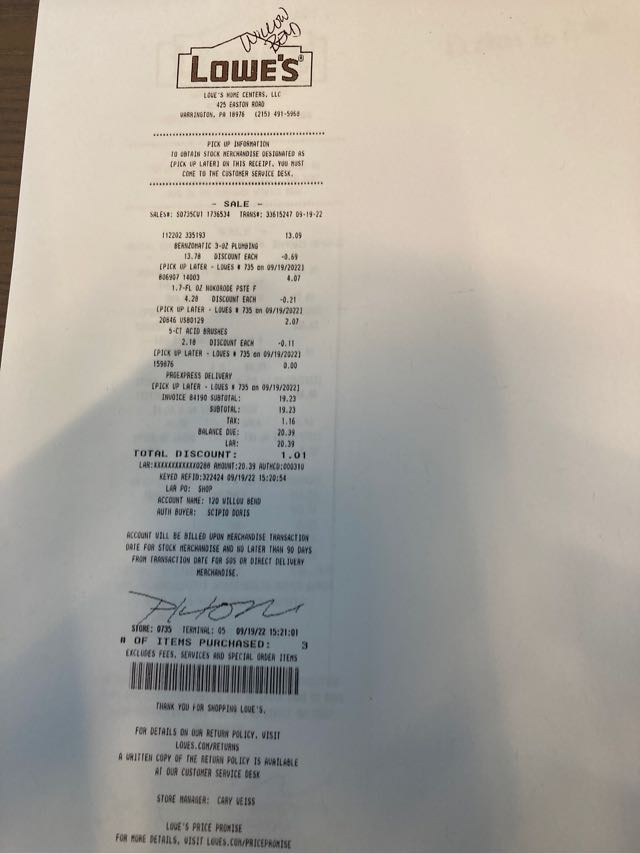 WILLOW
BEND
LOWE'S®
LOWE'S HOME CENTERS, LLC
425 EASTON ROAD
WARRINGTON, PA 18976 (215) 491-5958
PICK UP INFORMATION
TO OBTAIN STOCK MERCHANDISE DESIGNATED AS
[PICK UP LATER] ON THIS RECEIPT, YOU MUST
COME TO THE CUSTOMER SERVICE DESK.
- SALE -
SALES#: S0735CW1 1736534 TRANS#: 33615247 09-19-22
112202 335193 13.09
BERNZOMATIC 3-OZ PLUMBING
13.78 DISCOUNT EACH -0.69
[PICK UP LATER - LOWES # 735 on 09/19/2022]
806907 14003 4.07
1.7-FL OZ NOKORODE PSTE F
4.28 DISCOUNT EACH -0.21
[PICK UP LATER - LOWES # 735 on 09/19/2022]
20846 US80129 2.07
5-CT ACID BRUSHES
2.18 DISCOUNT EACH -0.11
[PICK UP LATER - LOWES # 735 on 09/19/2022]
159876 0.00
PROEXPRESS DELIVERY
[PICK UP LATER - LOWES # 735 on 09/19/2022]
INVOICE 84190 SUBTOTAL: 19.23
SUBTOTAL: 19.23
TAX: 1.16
BALANCE DUE: 20.39
LAR: 20.39
TOTAL DISCOUNT: 1.01
LAR:XXXXXXXXXXXX0288 AMOUNT:20.39 AUTHCD:000310
KEYED REFID:322424 09/19/22 15:20:54
LAR PO: SHOP
ACCOUNT NAME: 120 WILLOW BEND
AUTH BUYER: SCIPIO DORIS
ACCOUNT WILL BE BILLED UPON MERCHANDISE TRANSACTION
DATE FOR STOCK MERCHANDISE AND NO LATER THAN 90 DAYS
FROM TRANSACTION DATE FOR SOS OR DIRECT DELIVERY
MERCHANDISE.
STORE: 0735 TERMINAL: 05 09/19/22 15:21:01
# OF ITEMS PURCHASED: 3
EXCLUDES FEES, SERVICES AND SPECIAL ORDER ITEMS
THANK YOU FOR SHOPPING LOWE'S.
FOR DETAILS ON OUR RETURN POLICY, VISIT
LOWES.COM/RETURNS
A WRITTEN COPY OF THE RETURN POLICY IS AVAILABLE
AT OUR CUSTOMER SERVICE DESK
STORE MANAGER: CARY WEISS
LOWE'S PRICE PROMISE
FOR MORE DETAILS, VISIT LOWES.COM/PRICEPROMISE